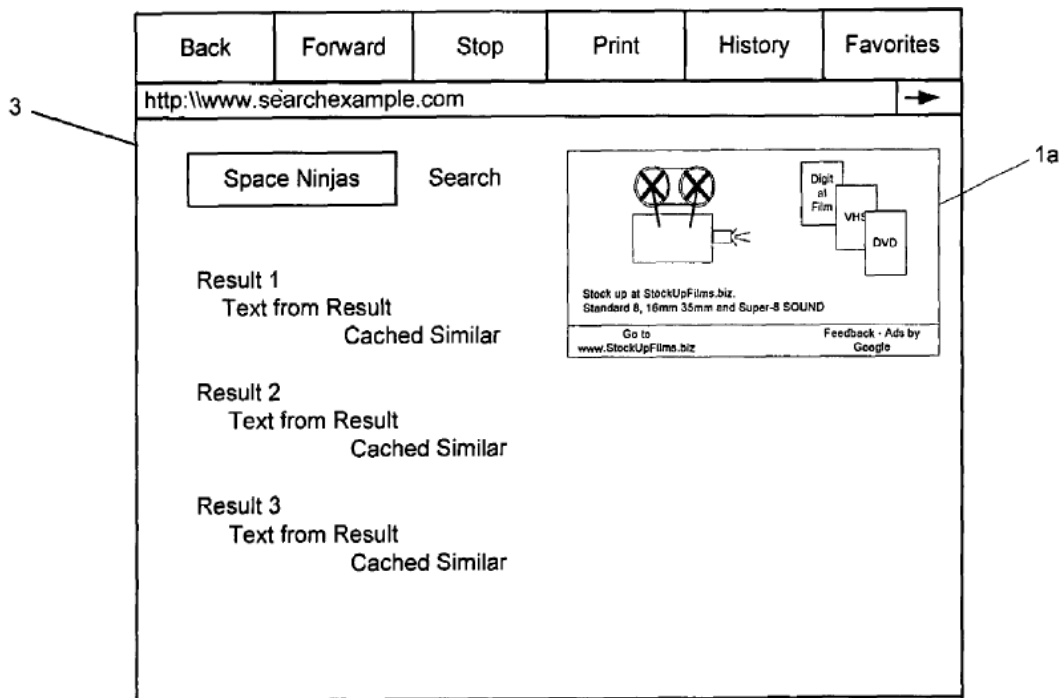 Back Forward Stop Print History Favorites
http:\\www.searchexample.com
3
1a
Space Ninjas Search
Digit
al
Film
VHS
DVD
Stock up at StockUpFilms.biz.
Standard 8, 16mm 35mm and Super-8 SOUND
Go to
www.StockUpFilms.biz
Feedback - Ads by
Google
Result 1
Text from Result
Cached Similar
Result 2
Text from Result
Cached Similar
Result 3
Text from Result
Cached Similar